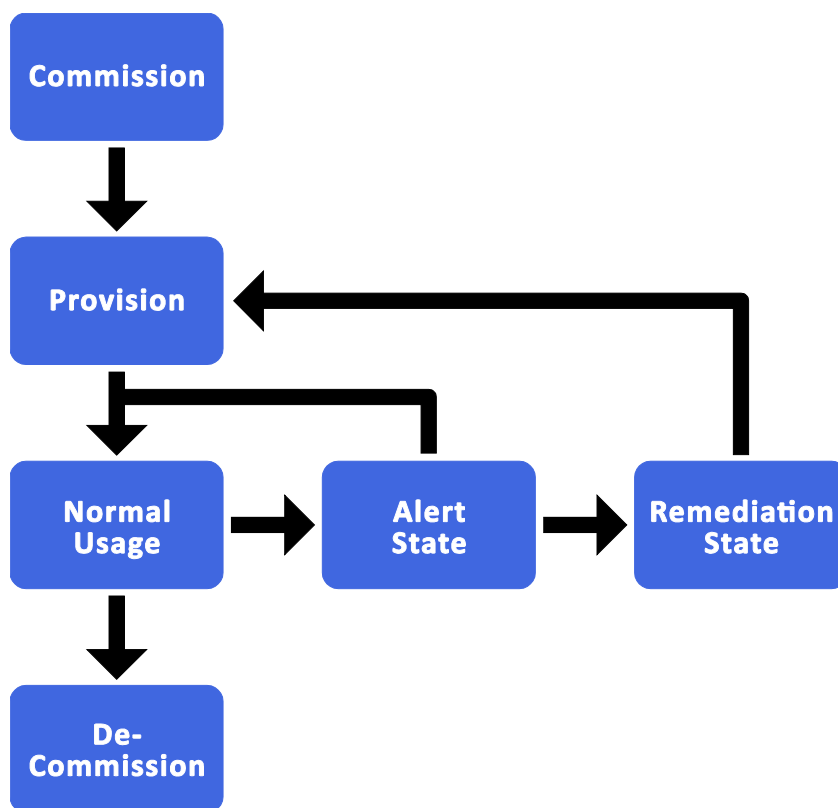 Commission
Provision
Normal
Usage
Alert
State
Remediation
State
De-
Commission